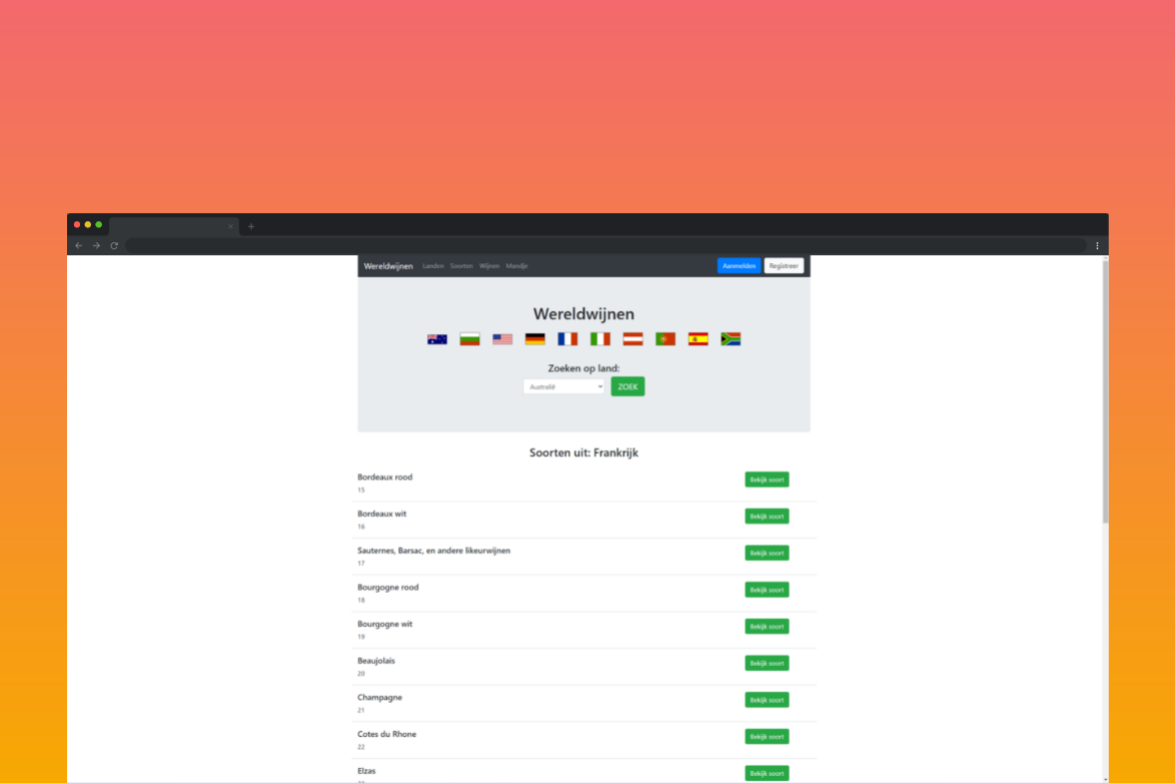 Wereldwijnen Landen Soorten Wijnen Mandje Aanmelden Registreer
Wereldwijnen
Zoeken op land:
Australië ZOEK
Soorten uit: Frankrijk
Bordeaux rood
15
Bekijk soort
Bordeaux wit
16
Bekijk soort
Sauternes, Barsac, en andere likeurwijnen
17
Bekijk soort
Bourgogne rood
18
Bekijk soort
Bourgogne wit
19
Bekijk soort
Beaujolais
20
Bekijk soort
Champagne
21
Bekijk soort
Cotes du Rhone
22
Bekijk soort
Elzas
Bekijk soort